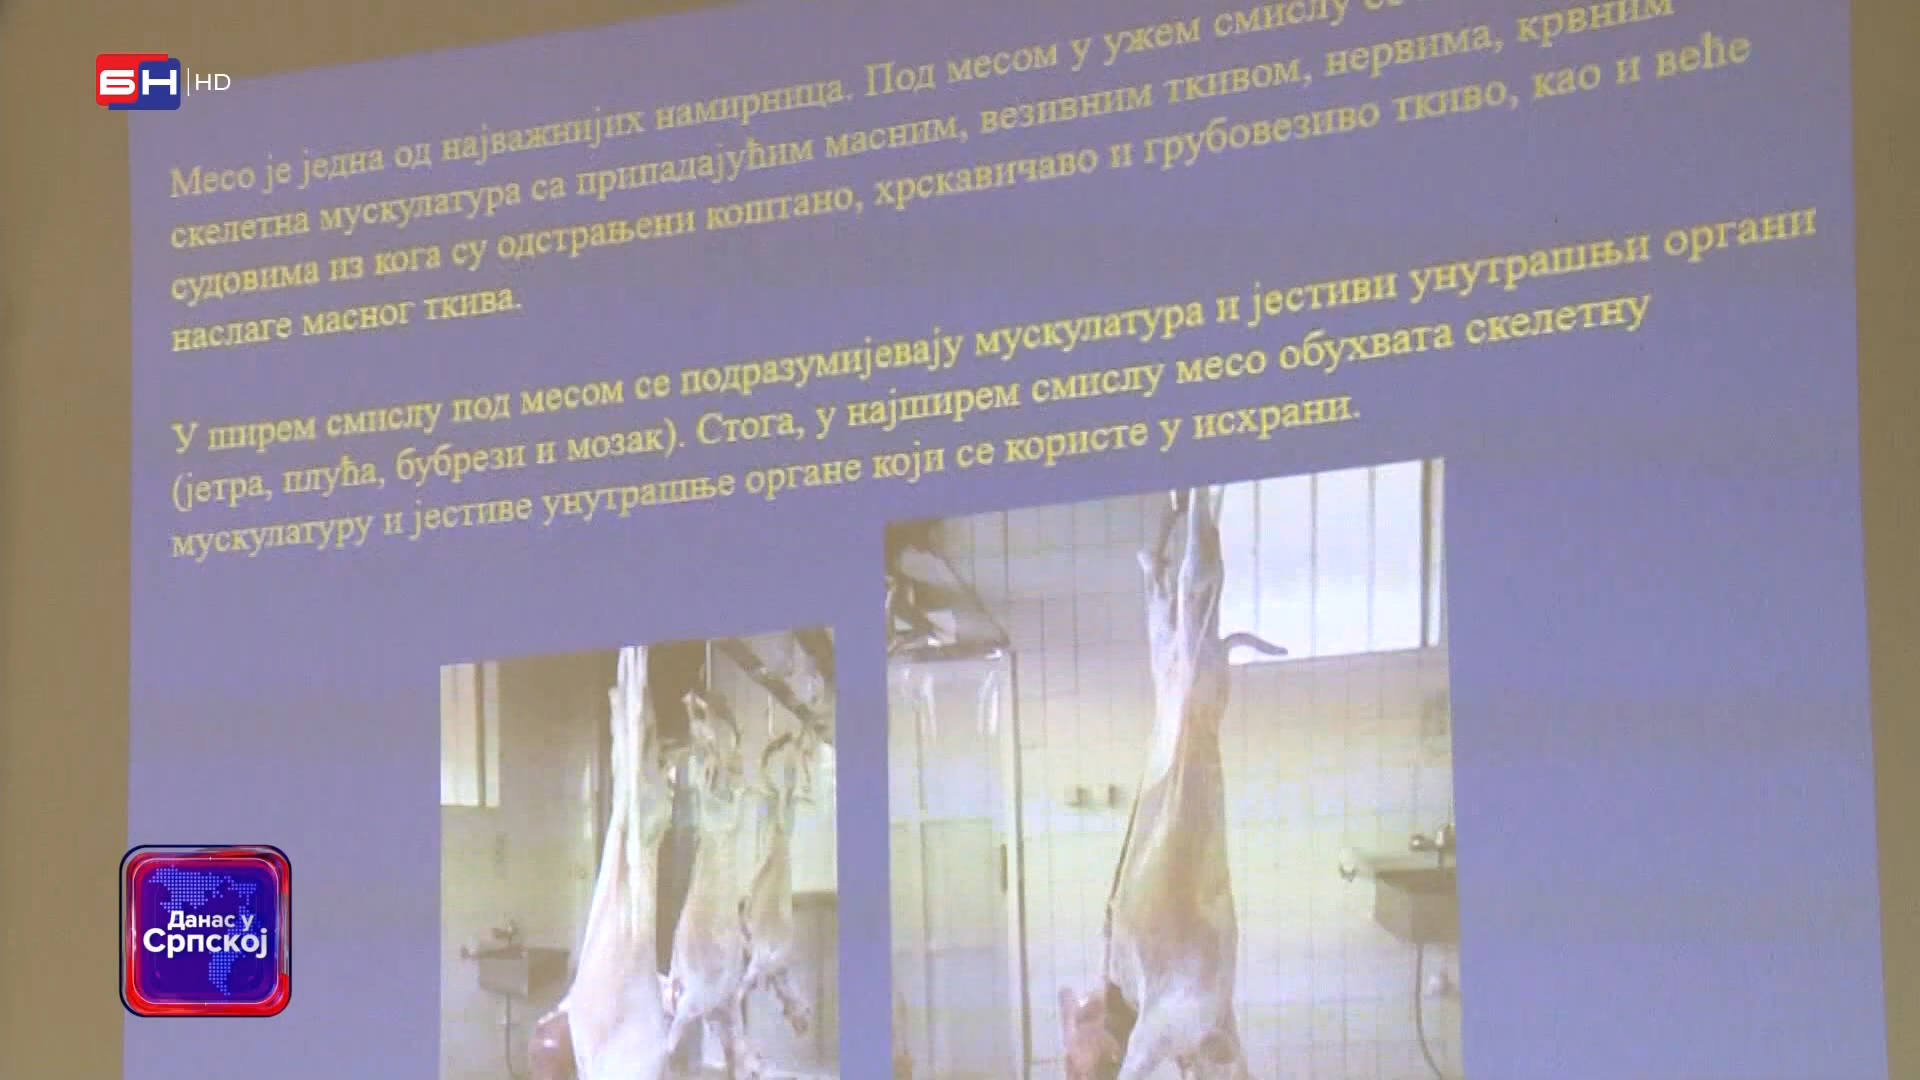 БН HD
Месо је једна од најважнијих намирница. Под месом у ужем смислу
скелетна мускулатура са припадајућим масним, везивним ткивом, нервима, крвним
судовима из кога су одстрањени коштано, хрскавичаво и грубовезиво ткиво, као и веће
наслаге масног ткива.
У ширем смислу под месом се подразумијевају мускулатура и јестиви унутрашњи органи
(јетра, плућа, бубрези и мозак). Стога, у најширем смислу месо обухвата скелетну
мускулатуру и јестиве унутрашње органе који се користе у исхрани.
Данас у
Српској